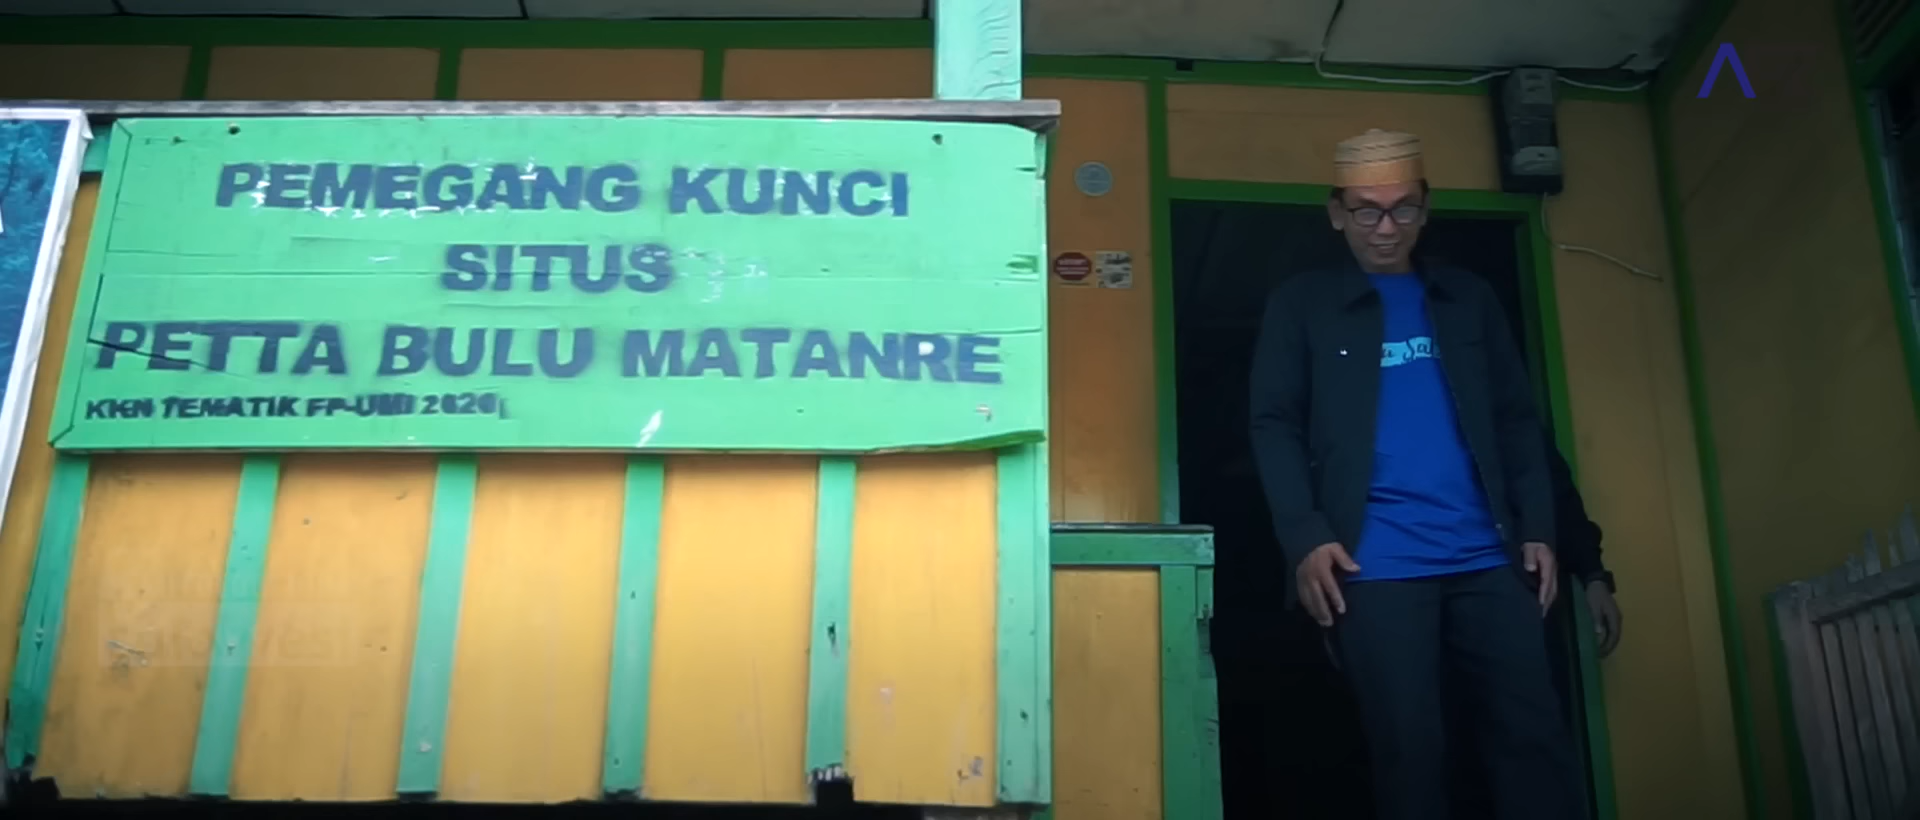 PEMEGANG KUNCI
SITUS
PETTA BULU MATANRE
KKN TEMATIK FP-UMI 2020